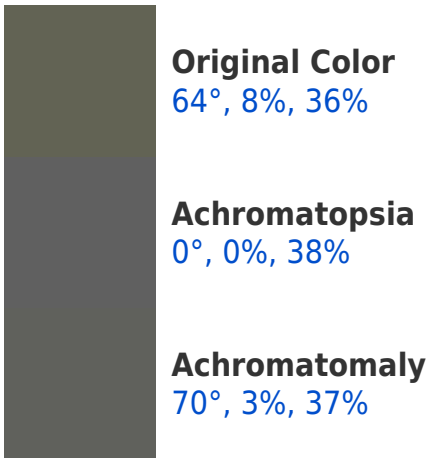 Original Color
64°, 8%, 36%
Achromatopsia
0°, 0%, 38%
Achromatomaly
70°, 3%, 37%